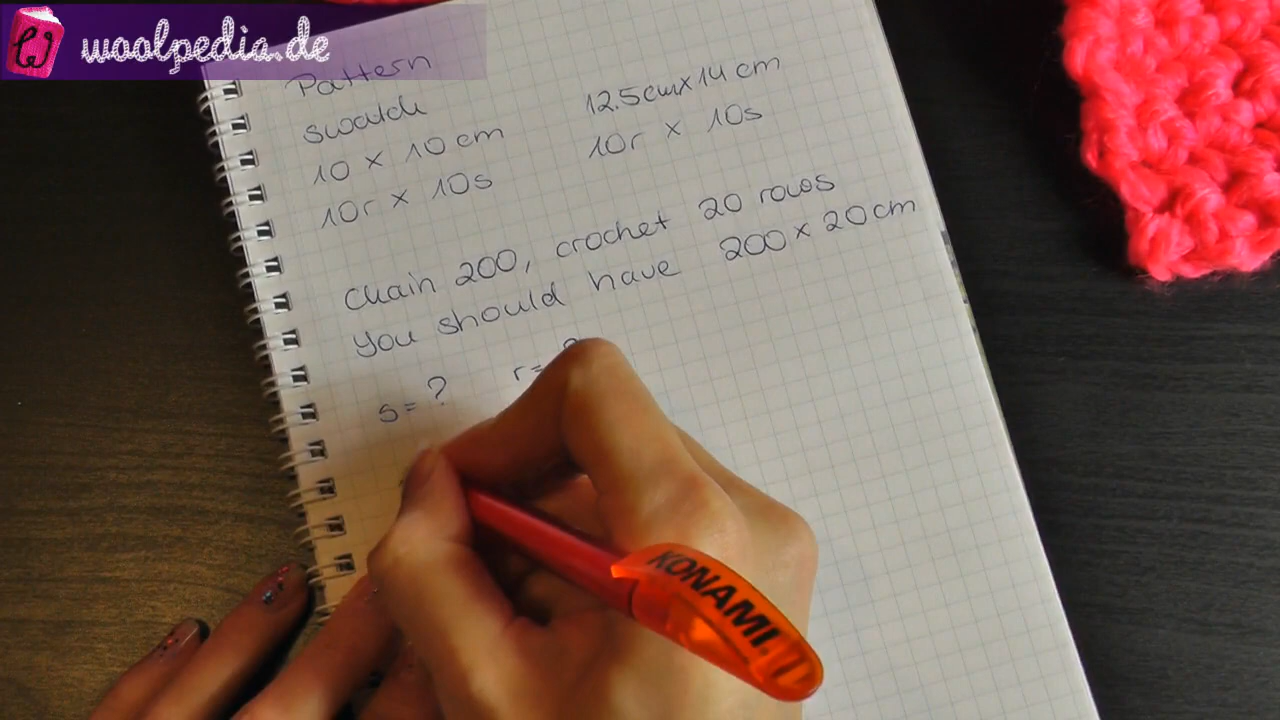 woolpedia.de
Pattern
swatch
10 x 10 cm
10r x 10s
12.5cm x 14 cm
10r x 10s
Chain 200, crochet 20 rows
You should have 200 x 20 cm
s = ? r =
KONAMI